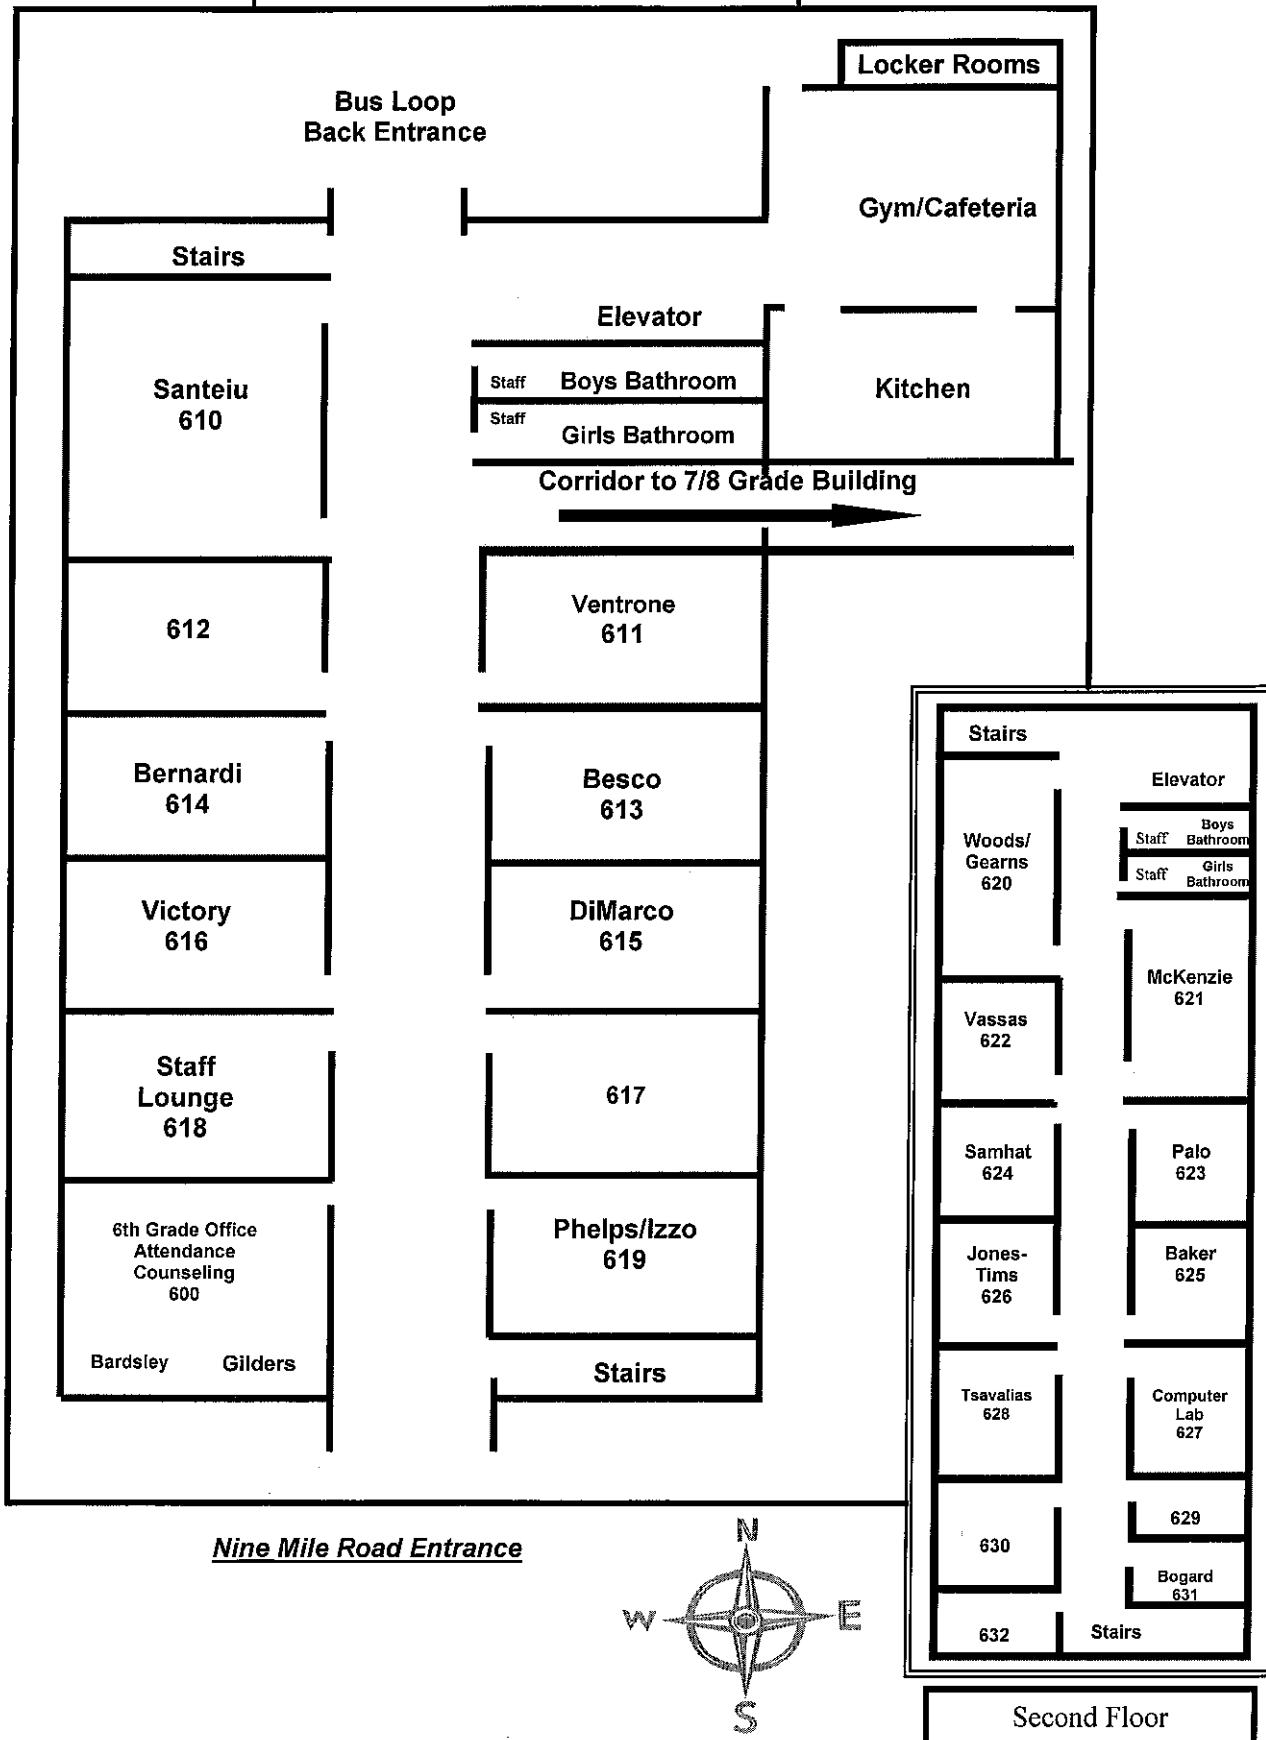 Locker Rooms
Bus Loop
Back Entrance
Gym/Cafeteria
Stairs
Elevator
Santeiu
610
Staff
Boys Bathroom
Staff
Girls Bathroom
Kitchen
Corridor to 7/8 Grade Building
612
Ventrone
611
Bernardi
614
Besco
613
Victory
616
DiMarco
615
Staff
Lounge
618
617
6th Grade Office
Attendance
Counseling
600
Bardsley
Gilders
Phelps/Izzo
619
Stairs
Nine Mile Road Entrance
N
W
E
S
Stairs
Elevator
Woods/
Gearns
620
Staff
Boys
Bathroom
Staff
Girls
Bathroom
McKenzie
621
Vassas
622
Samhat
624
Palo
623
Jones-
Tims
626
Baker
625
Tsavalias
628
Computer
Lab
627
629
630
Bogard
631
632
Stairs
Second Floor